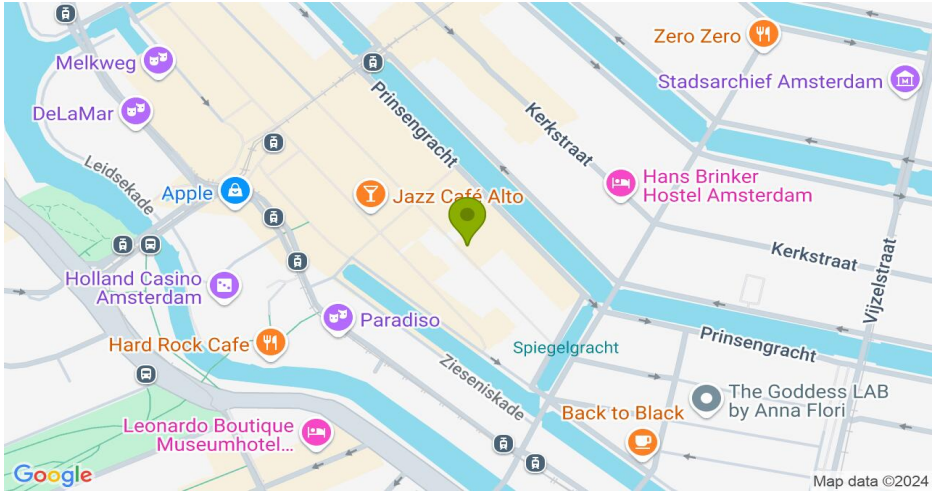 Melkweg
DeLaMar
Leidsekade
Apple
Jazz Café Alto
Prinsengracht
Kerkstraat
Zero Zero
Stadsarchief Amsterdam
Hans Brinker
Hostel Amsterdam
Kerkstraat
Vijzelstraat
Holland Casino
Amsterdam
Paradiso
Hard Rock Cafe
Zieseniskade
Spiegelgracht
Prinsengracht
The Goddess LAB
by Anna Flori
Back to Black
Leonardo Boutique
Museumhotel...
Google
Map data ©2024